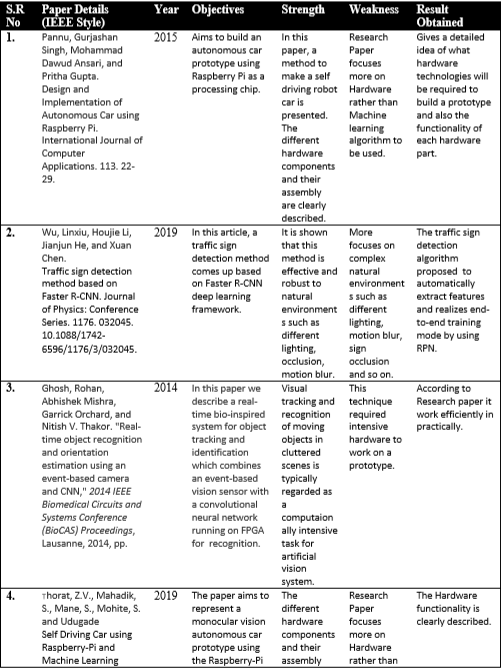 S.R No | Paper Details (IEEE Style) | Year | Objectives | Strength | Weakness | Result Obtained
1.
Pannu, Gurjashan
Singh, Mohammad
Dawud Ansari, and
Pritha Gupta.
Design and
Implementation of
Autonomous Car using
Raspberry Pi.
International Journal of
Computer
Applications. 113. 22-
29.
2015
Aims to build an
autonomous car
prototype using
Raspberry Pi as a
processing chip.
In this
paper, a
method to
make a self
driving robot
car is
presented.
The
different
hardware
components
and their
assembly
are clearly
described.
Research
Paper
focuses
more on
Hardware
rather than
Machine
learning
algorithm to
be used.
Gives a detailed
idea of what
hardware
technologies will
be required to
build a prototype
and also the
functionality of
each hardware
part.
2.
Wu, Linxiu, Houjie Li,
Jianjun He, and Xuan
Chen.
Traffic sign detection
method based on
Faster R-CNN. Journal
of Physics: Conference
Series. 1176. 032045.
10.1088/1742-
6596/1176/3/032045.
2019
In this article, a
traffic sign
detection method
comes up based
on Faster R-CNN
deep learning
framework.
It is shown
that this
method is
effective and
robust to
natural
environment
s such as
different
lighting,
occlusion,
motion blur.
More
focuses on
complex
natural
environment
s such as
different
lighting,
motion blur,
sign
occlusion
and so on.
The traffic sign
detection
algorithm
proposed to
automatically
extract features
and realizes end-
to-end training
mode by using
RPN.
3.
Ghosh, Rohan,
Abhishek Mishra,
Garrick Orchard, and
Nitish V. Thakor. "Real-
time object recognition
and orientation
estimation using an
event-based camera
and CNN," 2014 IEEE
Biomedical Circuits and
Systems Conference
(BioCAS) Proceedings,
Lausanne, 2014, pp.
2014
In this paper we
describe a real-
time bio-inspired
system for object
tracking and
identification
which combines
an event-based
vision sensor with
a convolutional
neural network
running on FPGA
for recognition.
Visual
tracking and
recognition
of moving
objects in
cluttered
scenes is
typically
regarded as
a
computaion
ally intensive
task for
artificial
vision
system.
This
technique
required
intensive
hardware to
work on a
prototype.
According to
Research paper it
work efficiently in
practically.
4.
Thorat, Z.V., Mahadik,
S., Mane, S., Mohite, S.
and Udugade
Self Driving Car using
Raspberry-Pi and
Machine Learning
2019
The paper aims to
represent a
monocular vision
autonomous car
prototype using
the Raspberry-Pi
The
different
hardware
components
and their
assembly
Research
Paper
focuses
more on
Hardware
rather than
The Hardware
functionality is
clearly described.